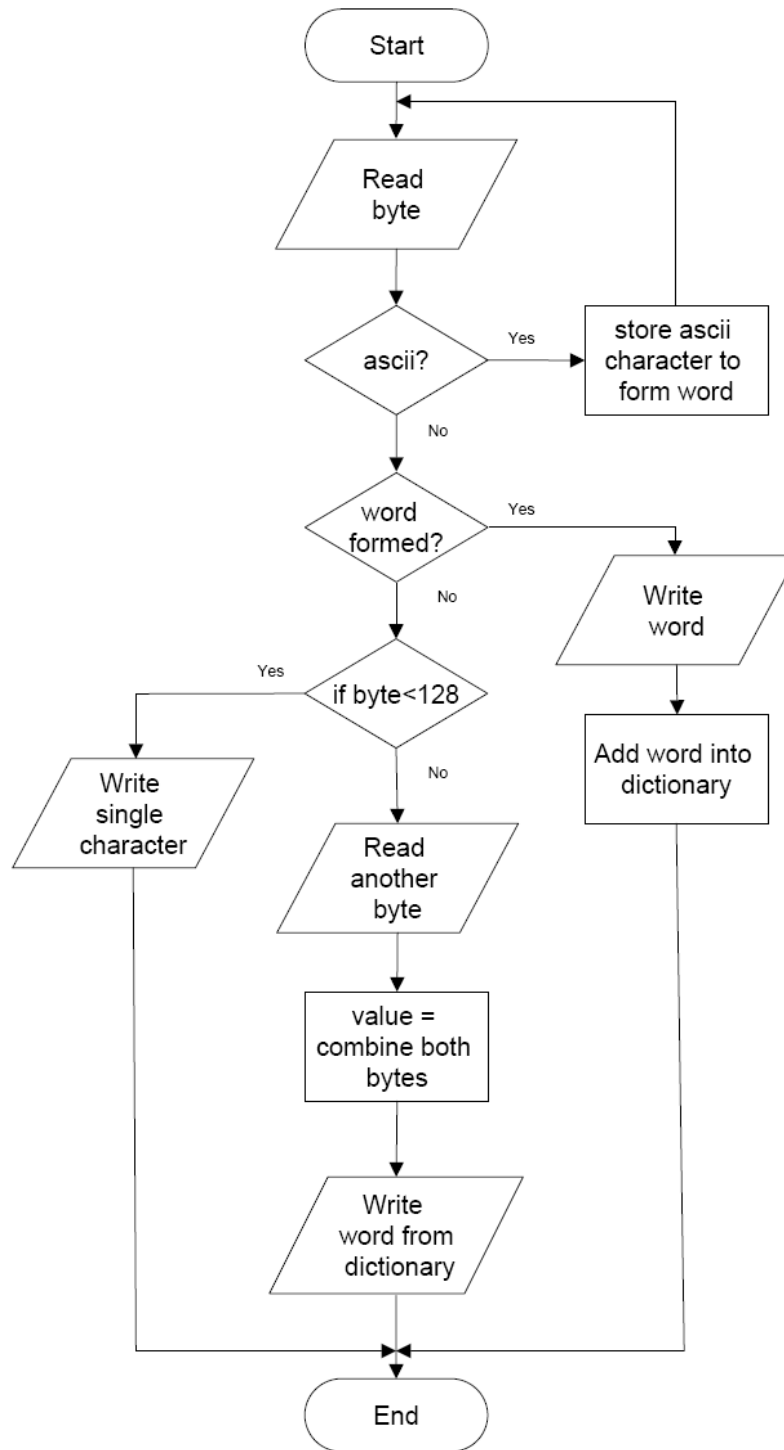 Start
Read
byte
ascii?
Yes
store ascii
character to
form word
No
word
formed?
Yes
Write
word
No
Yes
if byte<128
Add word into
dictionary
Write
single
character
No
Read
another
byte
value =
combine both
bytes
Write
word from
dictionary
End